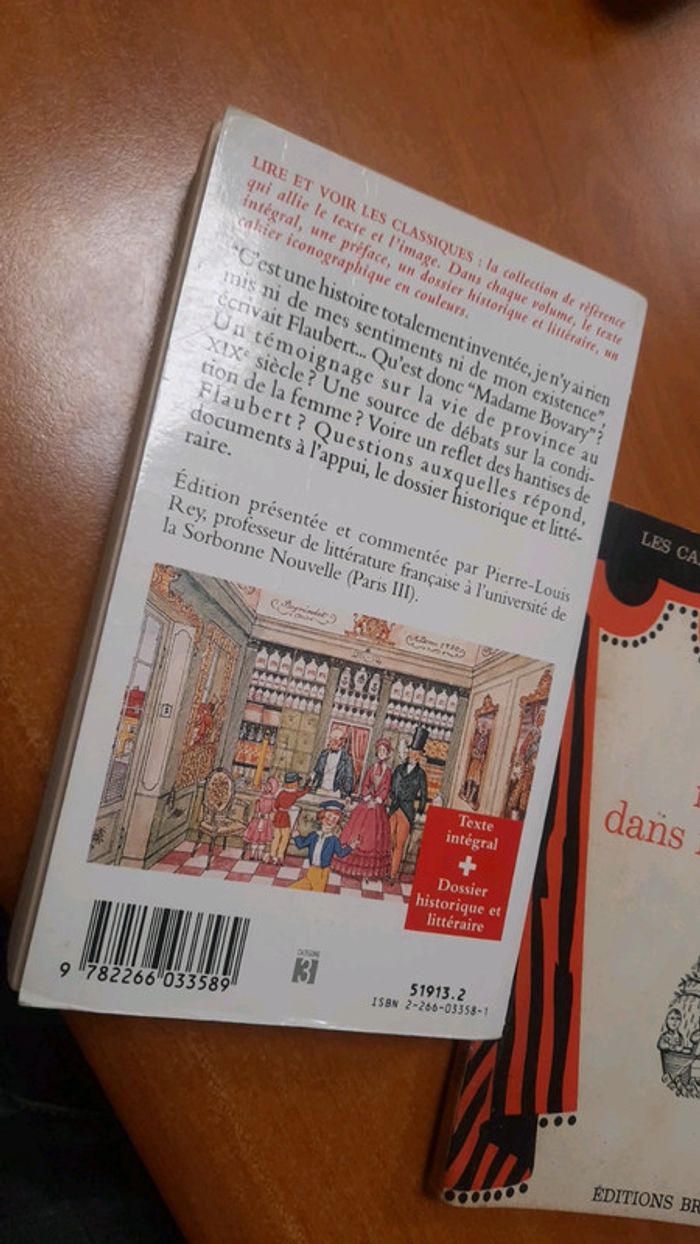 LIRE ET VOIR LES CLASSIQUES : la collection de référence
qui allie le texte et l'image. Dans chaque volume, le texte
intégral, une préface, un dossier historique et littéraire, un
cahier iconographique en couleurs.
"C'est une histoire totalement inventée, je n'y ai rien
mis ni de mes sentiments ni de mon existence",
écrivait Flaubert... Qu'est donc "Madame Bovary" ?
Un témoignage sur la vie de province au
XIXe siècle ? Une source de débats sur la condi-
tion de la femme ? Voire un reflet des hantises de
Flaubert ? Questions auxquelles répond,
documents à l'appui, le dossier historique et litté-
raire.
Édition présentée et commentée par Pierre-Louis
Rey, professeur de littérature française à l'université de
la Sorbonne Nouvelle (Paris III).
Texte
intégral
+
Dossier
historique et
littéraire
9 782266 033589
CATÉGORIE
3
51913.2
ISBN 2-266-03358-1
LES CA
dans
ÉDITIONS BR